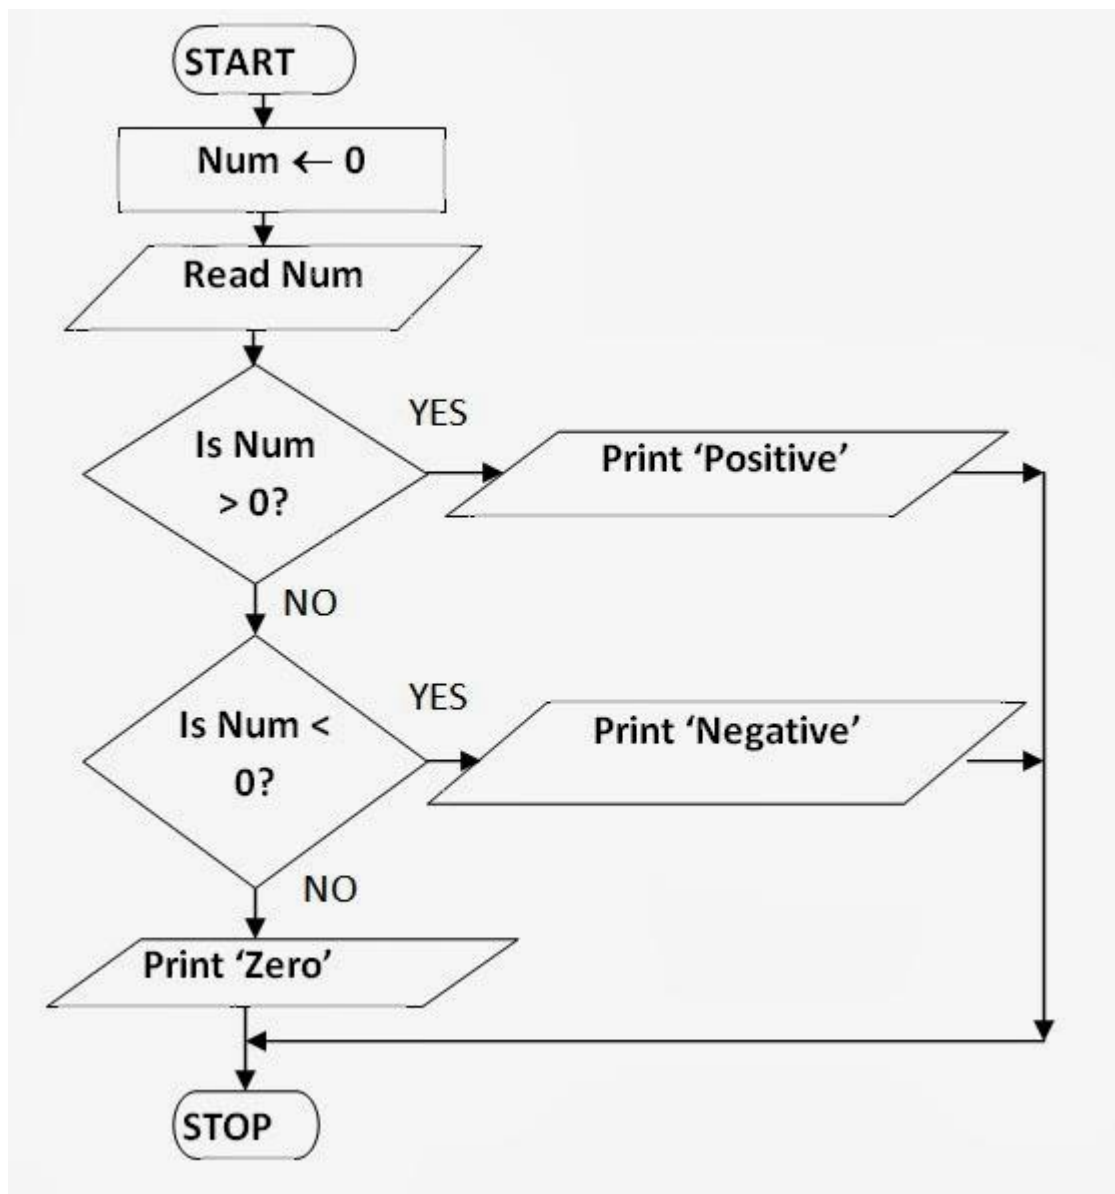 START
Num ← 0
Read Num
Is Num
> 0?
YES
Print ‘Positive’
NO
Is Num <
0?
YES
Print ‘Negative’
NO
Print ‘Zero’
STOP